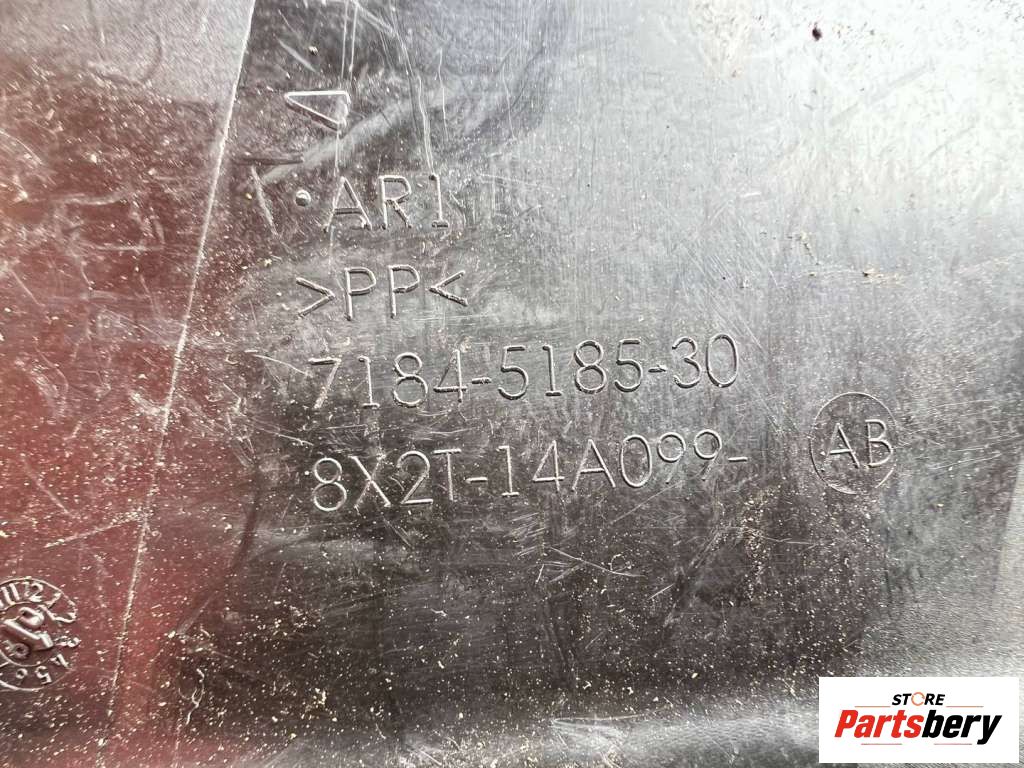 AR1
>PP<
7184-5185-30
8X2T-14A099-
AB
STORE
Partsbery